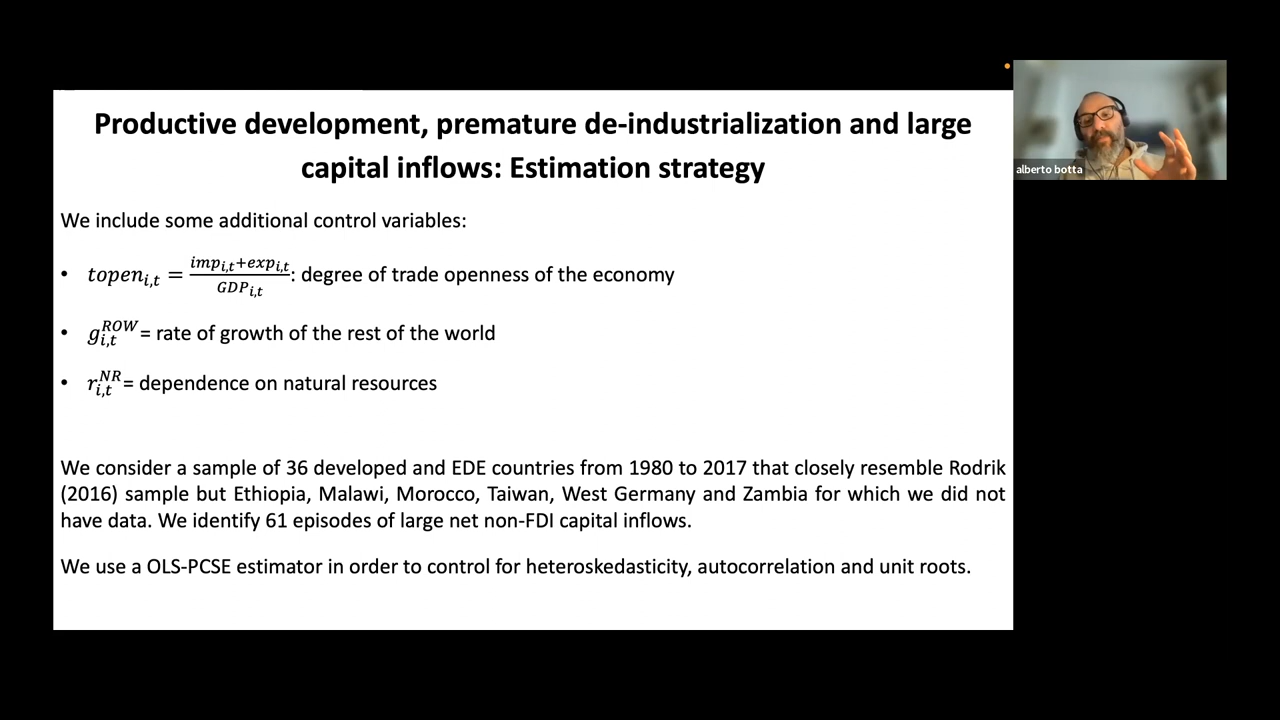 Productive development, premature de-industrialization and large
capital inflows: Estimation strategy
We include some additional control variables:
• topen_{i,t} = \frac{imp_{i,t}+exp_{i,t}}{GDP_{i,t}}: degree of trade openness of the economy
• g_{i,t}^{ROW}= rate of growth of the rest of the world
• r_{i,t}^{NR}= dependence on natural resources
We consider a sample of 36 developed and EDE countries from 1980 to 2017 that closely resemble Rodrik
(2016) sample but Ethiopia, Malawi, Morocco, Taiwan, West Germany and Zambia for which we did not
have data. We identify 61 episodes of large net non-FDI capital inflows.
We use a OLS-PCSE estimator in order to control for heteroskedasticity, autocorrelation and unit roots.
alberto botta